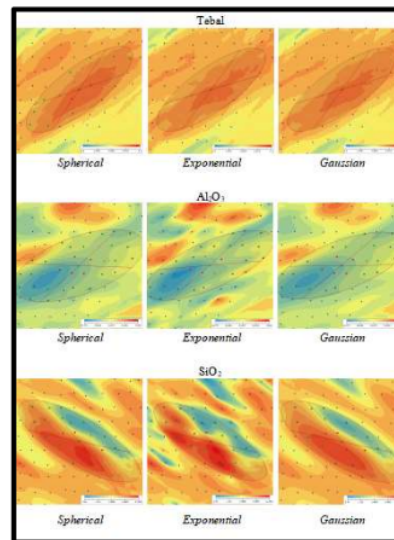 Tebal
Spherical Exponential Gaussian
Al₂O₃
Spherical Exponential Gaussian
SiO₂
Spherical Exponential Gaussian